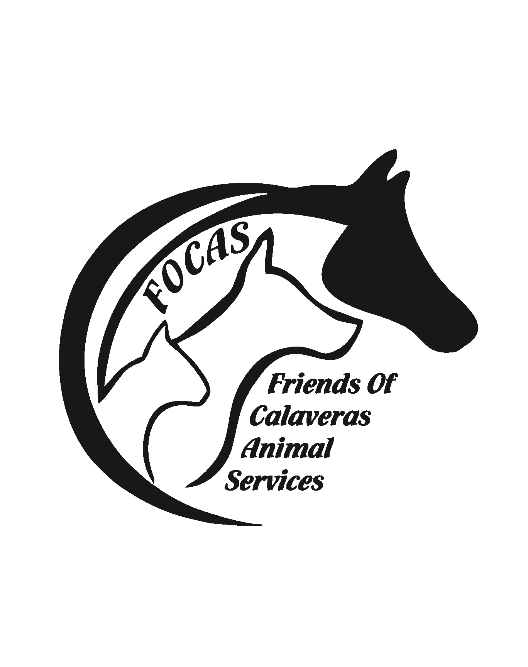 FOCAS
Friends Of
Calaveras
Animal
Services